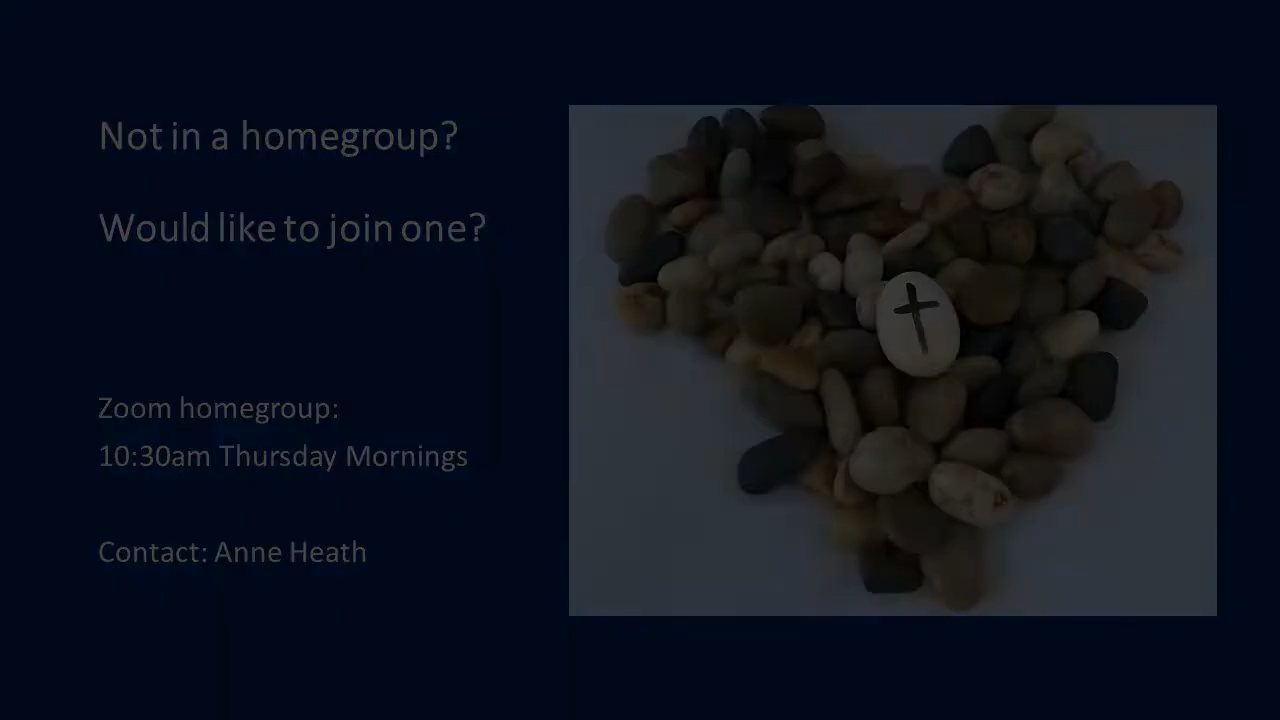 Not in a homegroup?
Would like to join one?
Zoom homegroup:
10:30am Thursday Mornings
Contact: Anne Heath